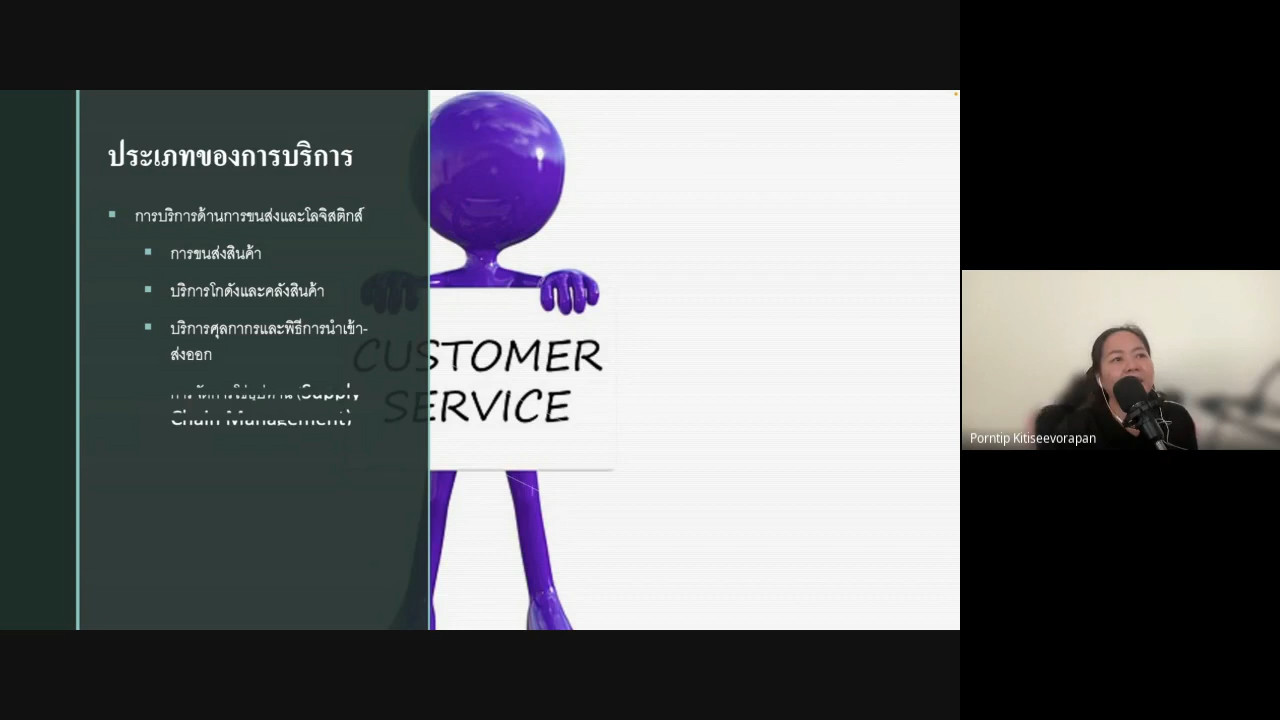 ประเภทของการบริการ
การบริการด้านการขนส่งและโลจิสติกส์
การขนส่งสินค้า
บริการโกดังและคลังสินค้า
บริการศุลกากรและพิธีการนำเข้า-
ส่งออก
(Supply
Chain Management)
CUSTOMER
SERVICE
Porntip Kitiseevorapan